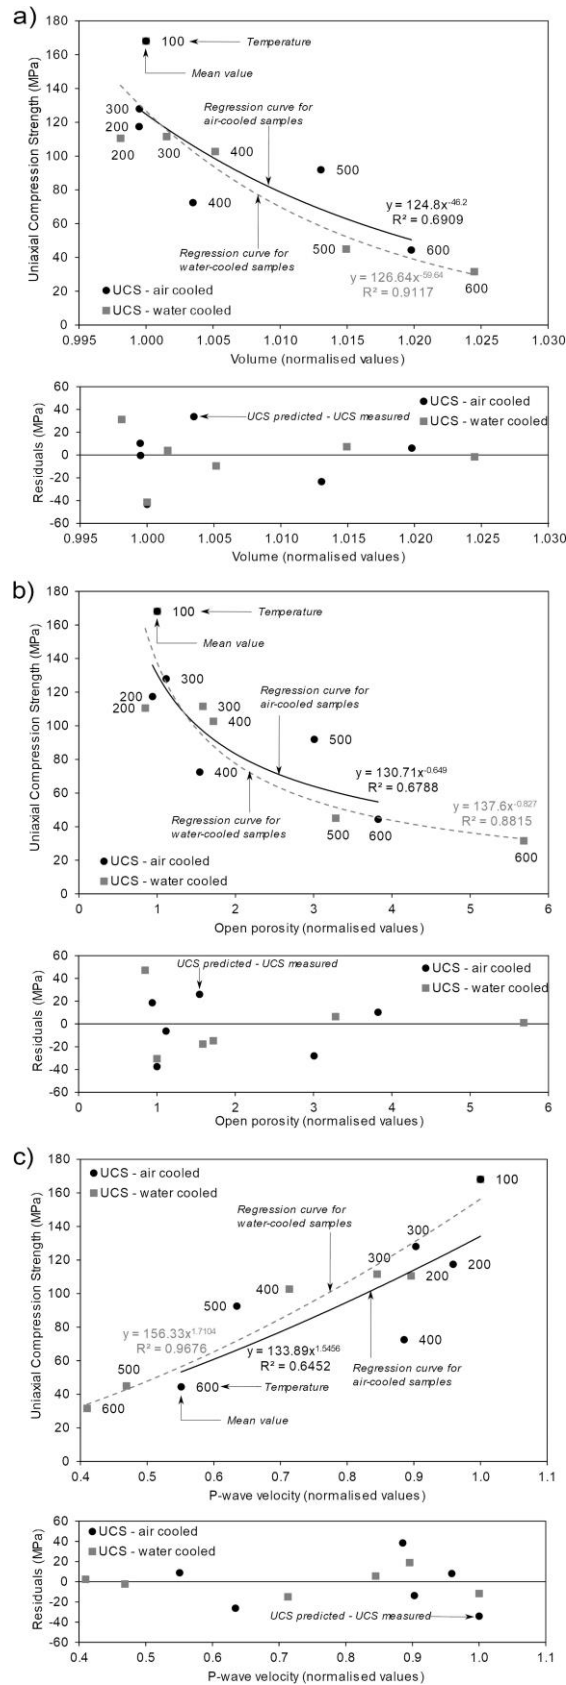 a)
180
160
140
120
100
80
60
40
20
0
Uniaxial Compression Strength (MPa)
100
Temperature
Mean value
300
200
200
300
400
400
500
500
600
600
Regression curve for
air-cooled samples
y = 124.8x^-46.2
R² = 0.6909
Regression curve for
water-cooled samples
y = 126.64x^-59.64
R² = 0.9117
UCS - air cooled
UCS - water cooled
0.995 1.000 1.005 1.010 1.015 1.020 1.025 1.030
Volume (normalised values)
60
40
20
0
-20
-40
-60
Residuals (MPa)
UCS predicted - UCS measured
UCS - air cooled
UCS - water cooled
0.995 1.000 1.005 1.010 1.015 1.020 1.025 1.030
Volume (normalised values)
b)
180
160
140
120
100
80
60
40
20
0
Uniaxial Compression Strength (MPa)
100
Temperature
Mean value
300
200
200
300
400
400
500
500
600
600
Regression curve for
air-cooled samples
y = 130.71x^-0.649
R² = 0.6788
Regression curve for
water-cooled samples
y = 137.6x^-0.827
R² = 0.8815
UCS - air cooled
UCS - water cooled
0 1 2 3 4 5 6
Open porosity (normalised values)
60
40
20
0
-20
-40
-60
Residuals (MPa)
UCS predicted - UCS measured
UCS - air cooled
UCS - water cooled
0 1 2 3 4 5 6
Open porosity (normalised values)
c)
180
160
140
120
100
80
60
40
20
0
Uniaxial Compression Strength (MPa)
UCS - air cooled
UCS - water cooled
100
Regression curve for
water-cooled samples
300
300
200
200
400
500
400
y = 156.33x^1.7104
R² = 0.9676
y = 133.89x^1.5456
R² = 0.6452
Regression curve for
air-cooled samples
500
600
600
Temperature
Mean value
0.4 0.5 0.6 0.7 0.8 0.9 1.0 1.1
P-wave velocity (normalised values)
60
40
20
0
-20
-40
-60
Residuals (MPa)
UCS - air cooled
UCS - water cooled
UCS predicted - UCS measured
0.4 0.5 0.6 0.7 0.8 0.9 1.0 1.1
P-wave velocity (normalised values)